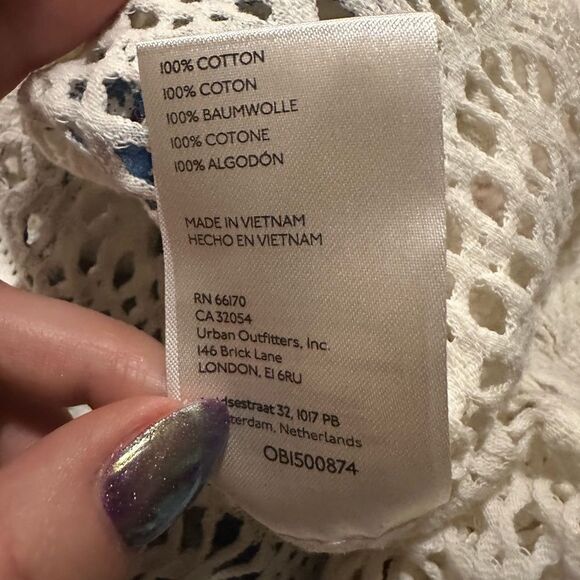 100% COTTON
100% COTON
100% BAUMWOLLE
100% COTONE
100% ALGODÓN
MADE IN VIETNAM
HECHO EN VIETNAM
RN 66170
CA 32054
Urban Outfitters, Inc.
146 Brick Lane
LONDON, E1 6RU
32, 1017 PB
Netherlands
OB1500874